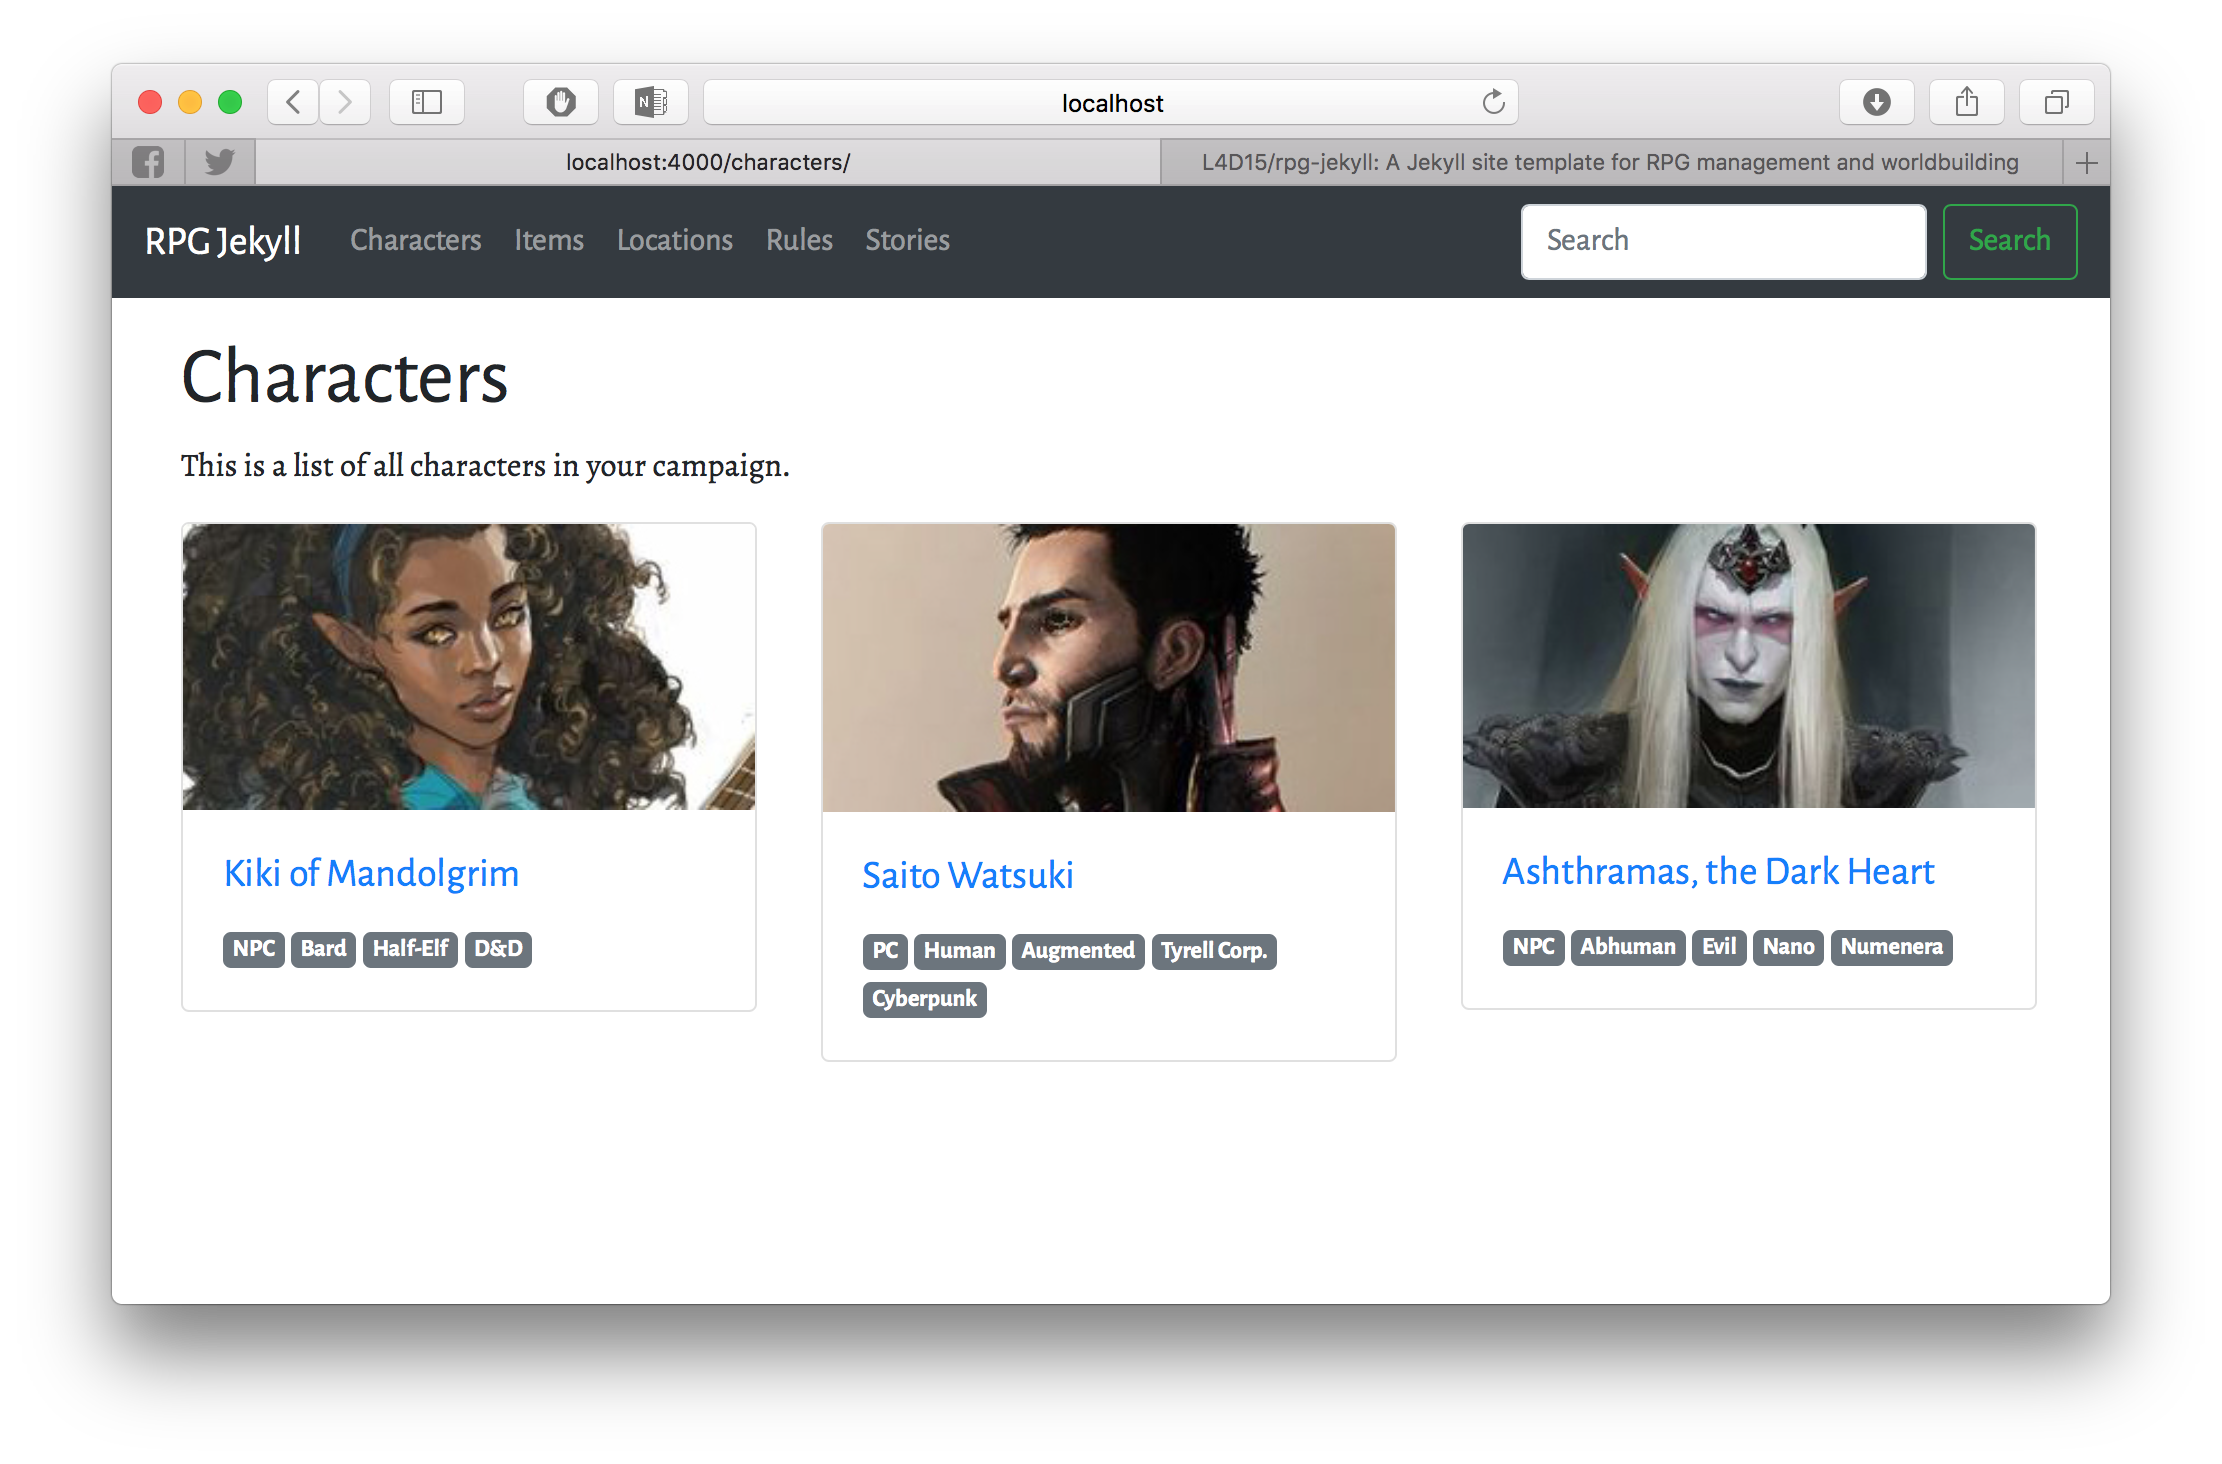 localhost
localhost:4000/characters/
L4D15/rpg-jekyll: A Jekyll site template for RPG management and worldbuilding
RPG Jekyll
Characters
Items
Locations
Rules
Stories
Search
Search
Characters
This is a list of all characters in your campaign.
Kiki of Mandolgrim
NPC Bard Half-Elf D&D
Saito Watsuki
PC Human Augmented Tyrell Corp.
Cyberpunk
Ashthramas, the Dark Heart
NPC Abhuman Evil Nano Numenera